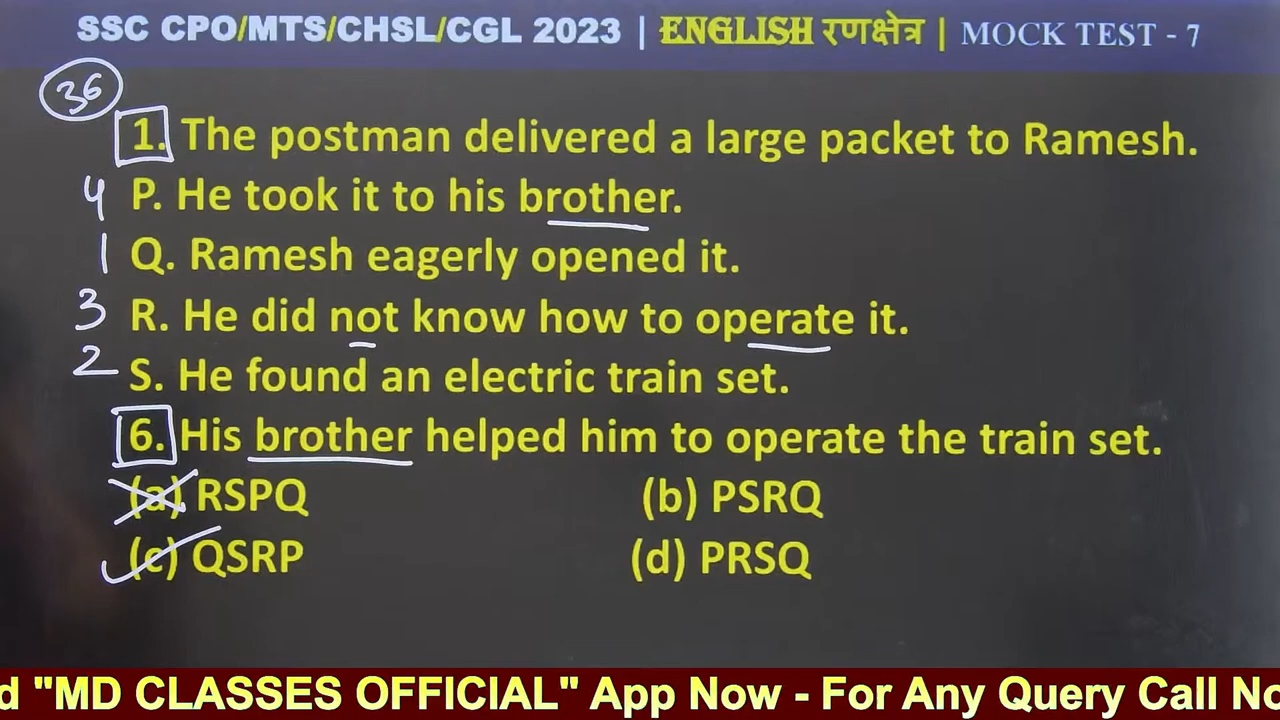 SSC CPO/MTS/CHSL/CGL 2023 | ENGLISH रणक्षेत्र | MOCK TEST - 7
36
1. The postman delivered a large packet to Ramesh.
4 P. He took it to his brother.
1 Q. Ramesh eagerly opened it.
3 R. He did not know how to operate it.
2 S. He found an electric train set.
6. His brother helped him to operate the train set.
(a) RSPQ (b) PSRQ
(c) QSRP (d) PRSQ
d "MD CLASSES OFFICIAL" App Now - For Any Query Call No